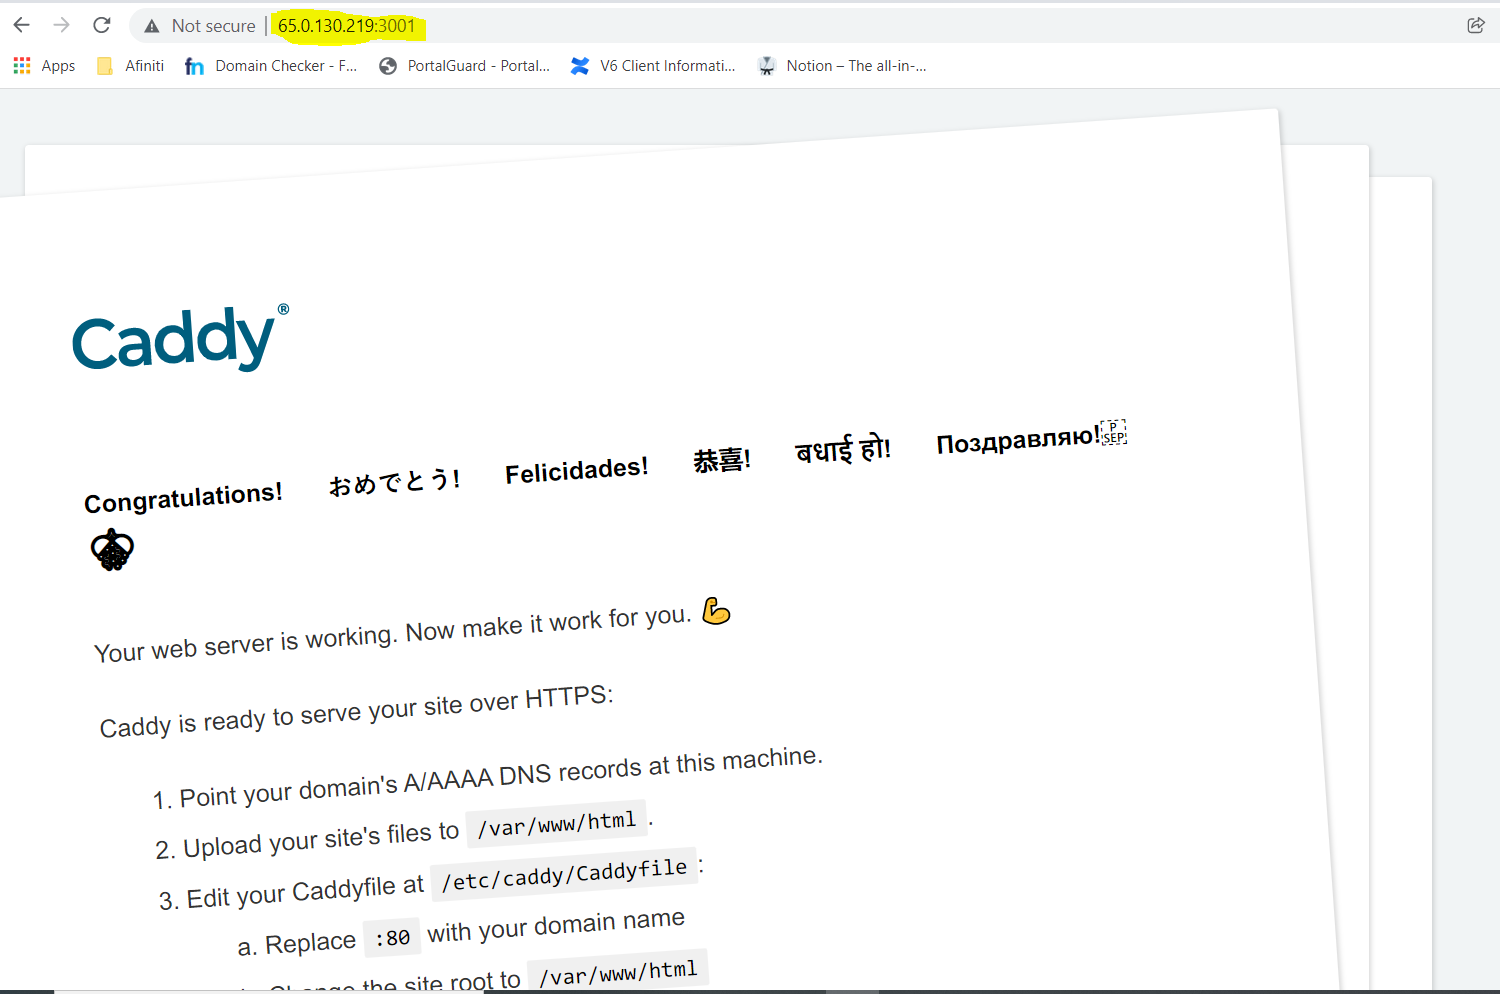 Not secure | 65.0.130.219:3001
Apps Afiniti Domain Checker - F... PortalGuard - Portal... V6 Client Informati... Notion – The all-in-...
Caddy®
Congratulations! おめでとう! Felicidades! 恭喜! बधाई हो! Поздравляю!
Your web server is working. Now make it work for you. 💪
Caddy is ready to serve your site over HTTPS:
1. Point your domain's A/AAAA DNS records at this machine.
2. Upload your site's files to /var/www/html.
3. Edit your Caddyfile at /etc/caddy/Caddyfile:
a. Replace :80 with your domain name
Change the site root to /var/www/html